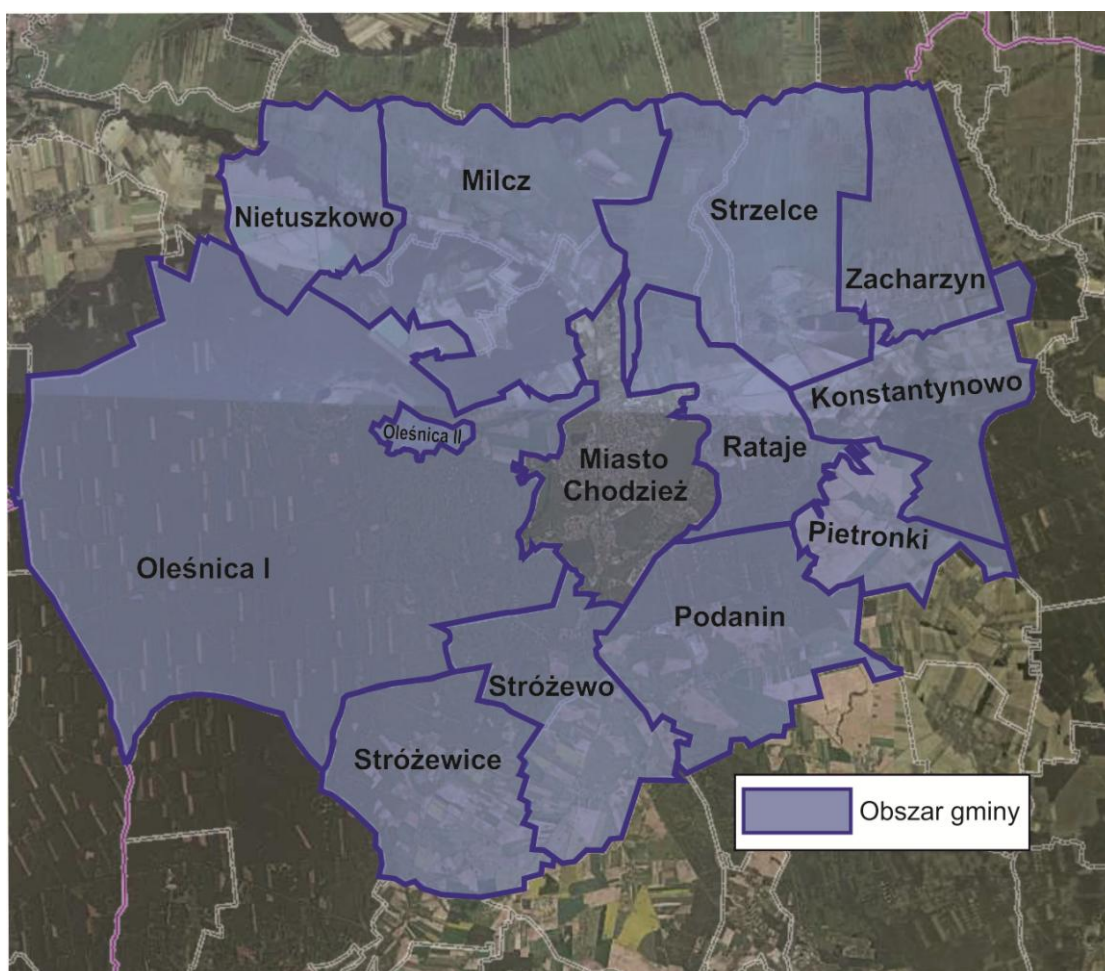 Milcz
Nietuszkowo
Strzelce
Zacharzyn
Konstantynowo
Oleśnica II
Rataje
Miasto
Chodzież
Pietronki
Oleśnica I
Podanin
Stróżewo
Stróżewice
Obszar gminy